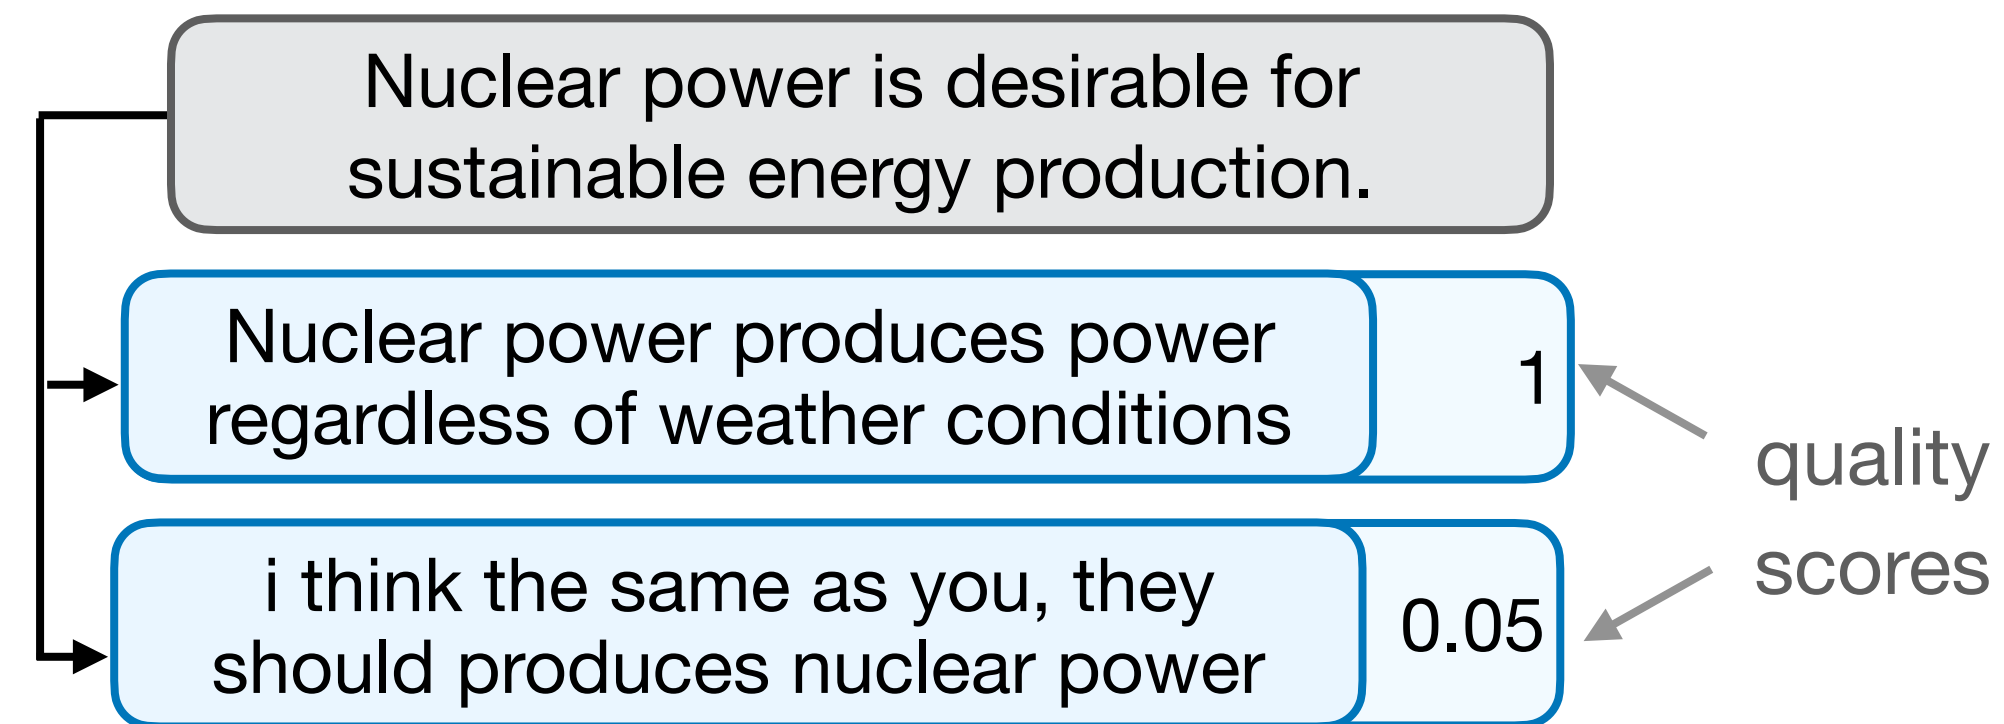 Nuclear power is desirable for
sustainable energy production.
Nuclear power produces power
regardless of weather conditions
1
i think the same as you, they
should produces nuclear power
0.05
quality
scores